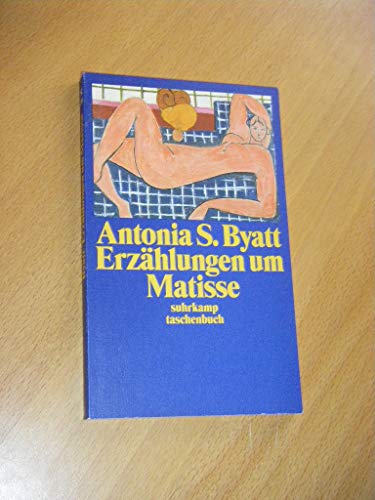 Antonia S. Byatt
Erzählungen um
Matisse
suhrkamp
taschenbuch